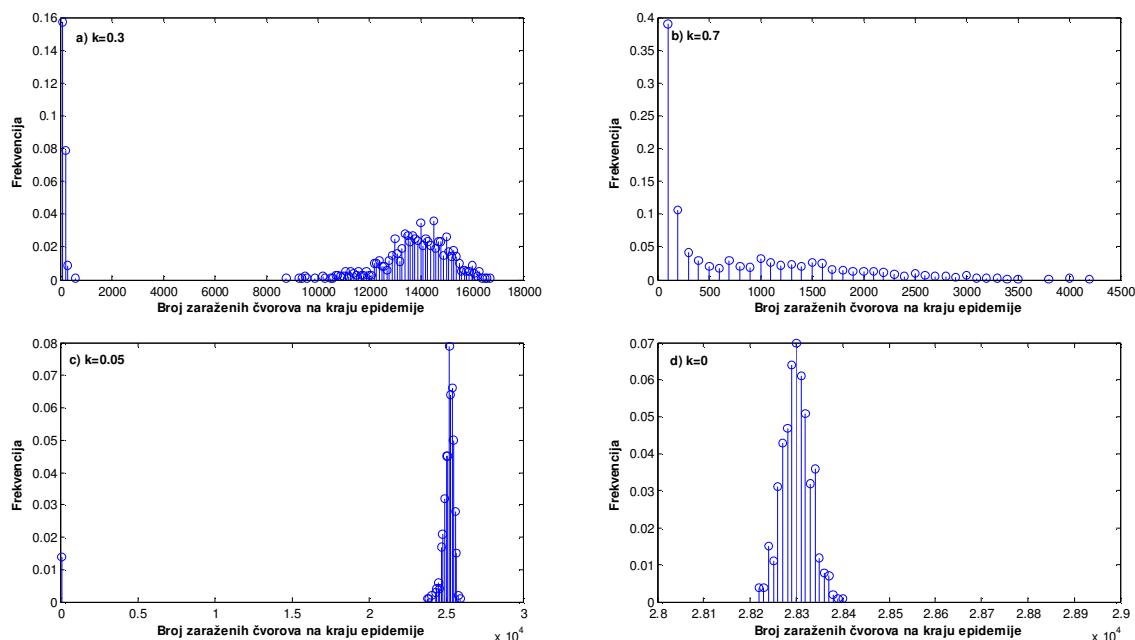 a) k=0.3
Frekvencija
0.16
0.14
0.12
0.1
0.08
0.06
0.04
0.02
0
0 2000 4000 6000 8000 10000 12000 14000 16000 18000
Broj zaraženih čvorova na kraju epidemije
b) k=0.7
Frekvencija
0.4
0.35
0.3
0.25
0.2
0.15
0.1
0.05
0
0 500 1000 1500 2000 2500 3000 3500 4000 4500
Broj zaraženih čvorova na kraju epidemije
c) k=0.05
Frekvencija
0.08
0.07
0.06
0.05
0.04
0.03
0.02
0.01
0
0 0.5 1 1.5 2 2.5 3
x 10⁴
Broj zaraženih čvorova na kraju epidemije
d) k=0
Frekvencija
0.07
0.06
0.05
0.04
0.03
0.02
0.01
0
2.8 2.81 2.82 2.83 2.84 2.85 2.86 2.87 2.88 2.89 2.9
x 10⁴
Broj zaraženih čvorova na kraju epidemije